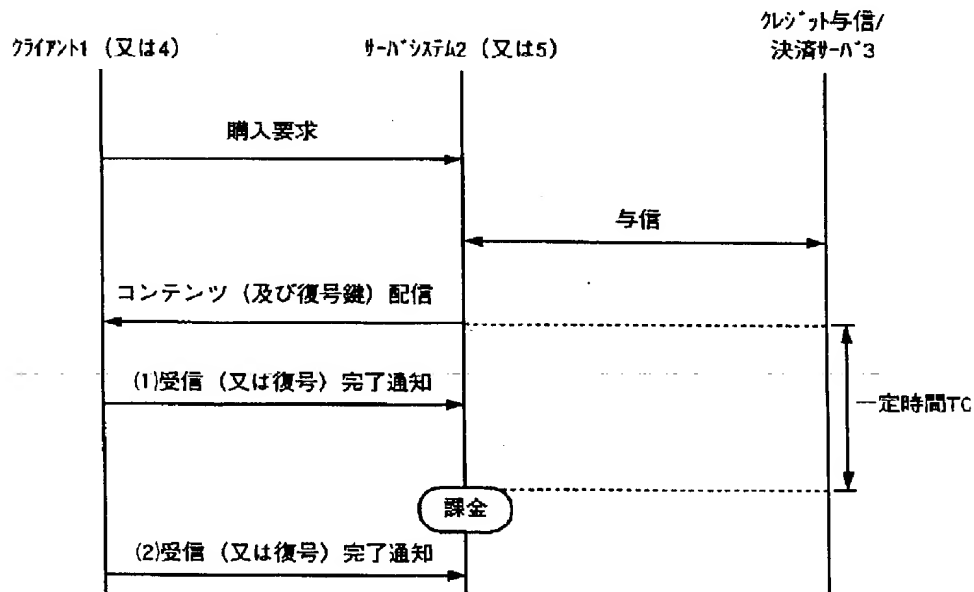 クライアント1（又は4）
サーバシステム2（又は5）
クレジット与信/
決済サーバ3
購入要求
与信
コンテンツ（及び復号鍵）配信
(1)受信（又は復号）完了通知
一定時間TC
課金
(2)受信（又は復号）完了通知